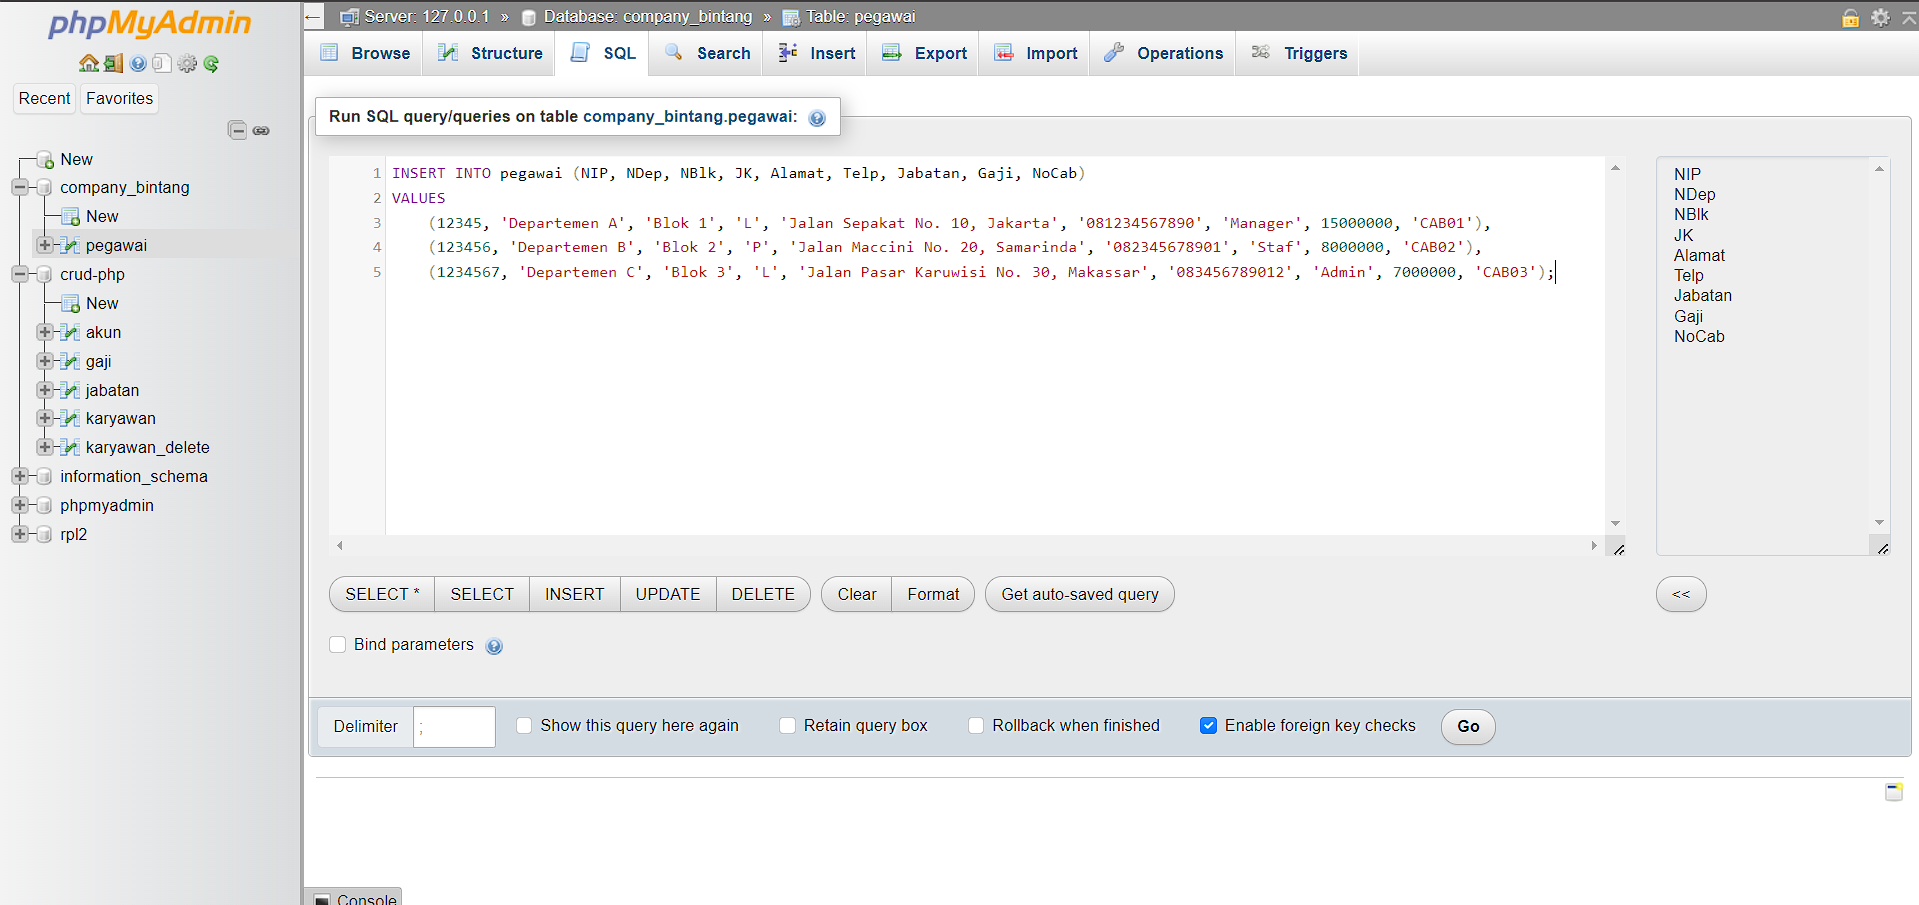 phpMyAdmin
Recent Favorites
New
company_bintang
New
pegawai
crud-php
New
akun
gaji
jabatan
karyawan
karyawan_delete
information_schema
phpmyadmin
rpl2
Server: 127.0.0.1 » Database: company_bintang » Table: pegawai
Browse Structure SQL Search Insert Export Import Operations Triggers
Run SQL query/queries on table company_bintang.pegawai:
1 INSERT INTO pegawai (NIP, NDep, NBlk, JK, Alamat, Telp, Jabatan, Gaji, NoCab)
2 VALUES
3 (12345, 'Departemen A', 'Blok 1', 'L', 'Jalan Sepakat No. 10, Jakarta', '081234567890', 'Manager', 15000000, 'CAB01'),
4 (123456, 'Departemen B', 'Blok 2', 'P', 'Jalan Maccini No. 20, Samarinda', '082345678901', 'Staf', 8000000, 'CAB02'),
5 (1234567, 'Departemen C', 'Blok 3', 'L', 'Jalan Pasar Karuwisi No. 30, Makassar', '083456789012', 'Admin', 7000000, 'CAB03');
NIP
NDep
NBlk
JK
Alamat
Telp
Jabatan
Gaji
NoCab
SELECT * SELECT INSERT UPDATE DELETE Clear Format Get auto-saved query <<
Bind parameters
Delimiter ; Show this query here again Retain query box Rollback when finished Enable foreign key checks Go
Console